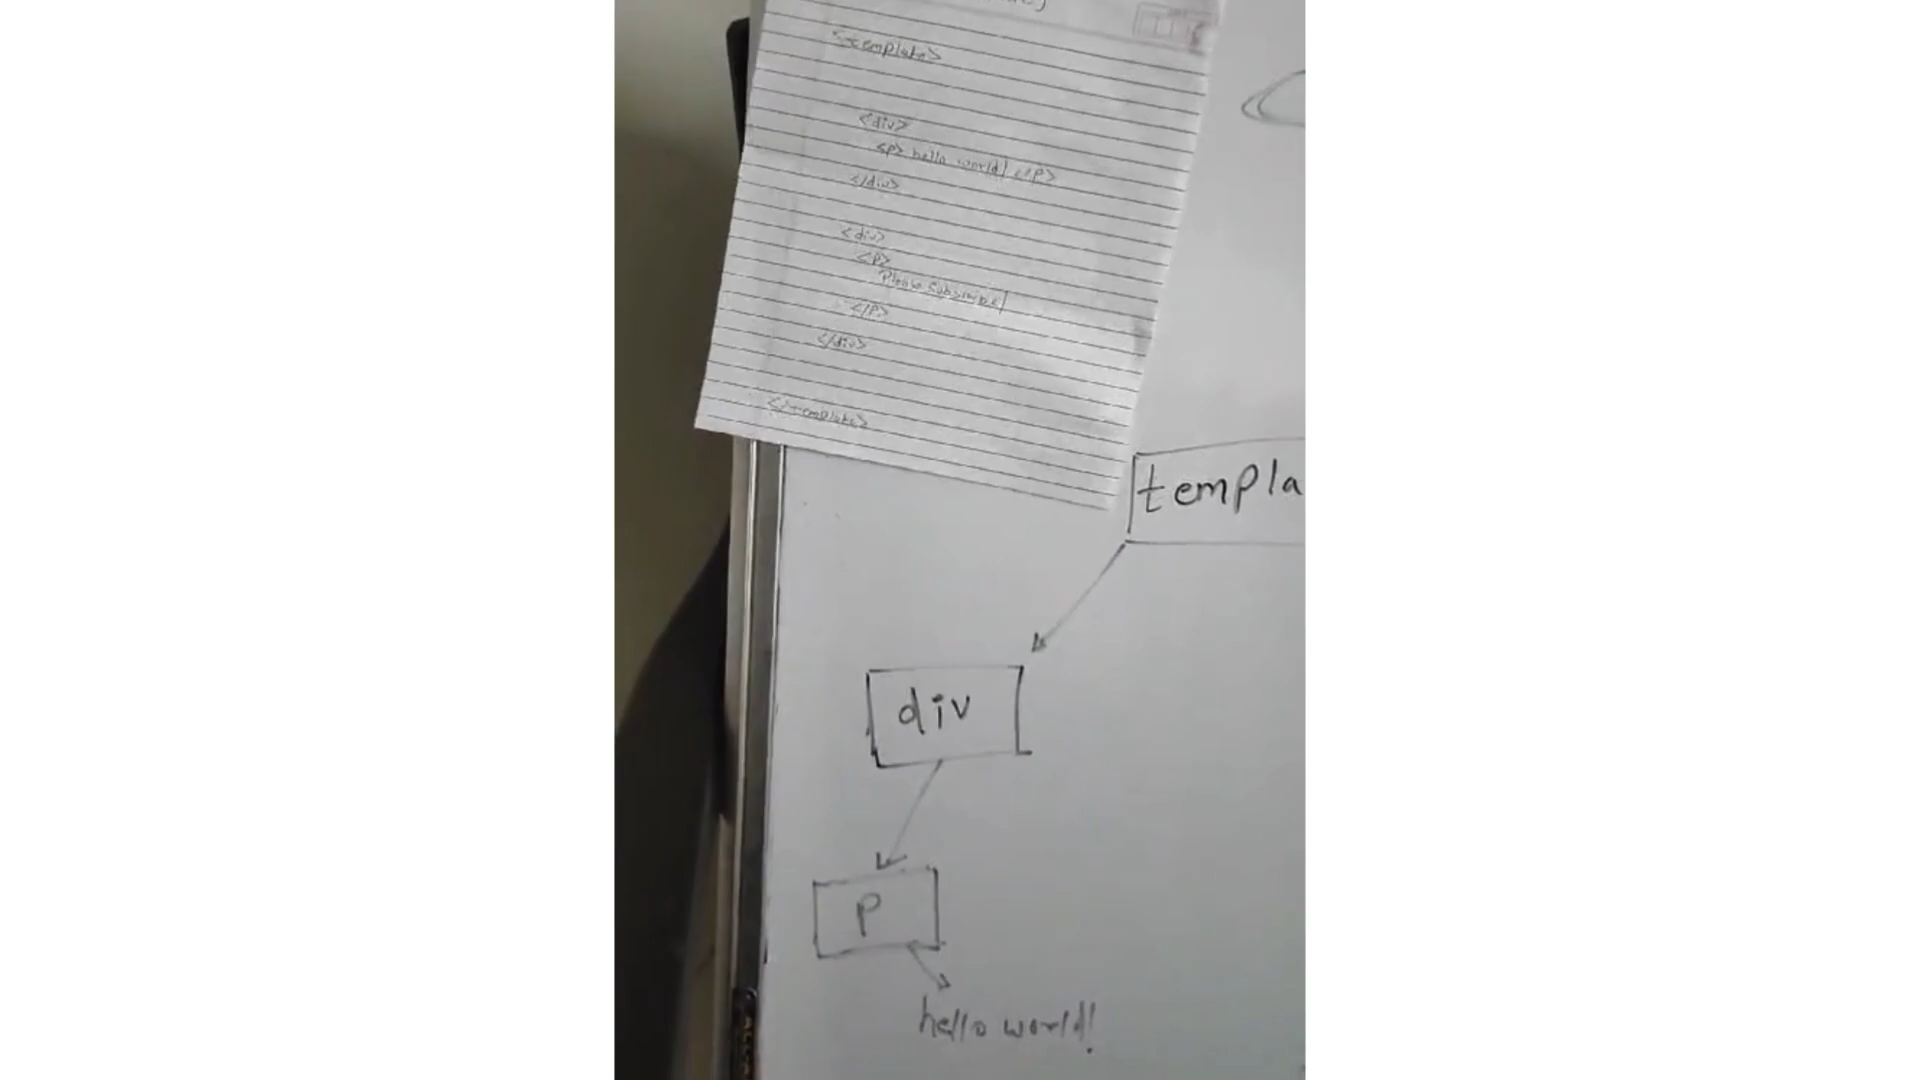 <template>
<div>
<p> hello world! </p>
</div>
<div>
<p>
Please Subscribe!
</p>
</div>
</template>
templa
div
p
hello world!